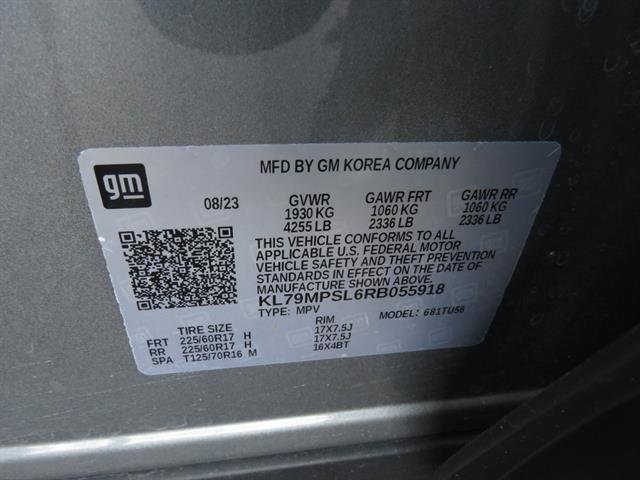 gm
MFD BY GM KOREA COMPANY
08/23 GVWR GAWR FRT GAWR RR
1930 KG 1060 KG 1060 KG
4255 LB 2336 LB 2336 LB
THIS VEHICLE CONFORMS TO ALL
APPLICABLE U.S. FEDERAL MOTOR
VEHICLE SAFETY AND THEFT PREVENTION
STANDARDS IN EFFECT ON THE DATE OF
MANUFACTURE SHOWN ABOVE.
KL79MPSL6RB055918
TYPE: MPV MODEL: 681TU56
TIRE SIZE RIM
FRT 225/60R17 H 17X7.5J
RR 225/60R17 H 17X7.5J
SPA T125/70R16 M 16X4BT